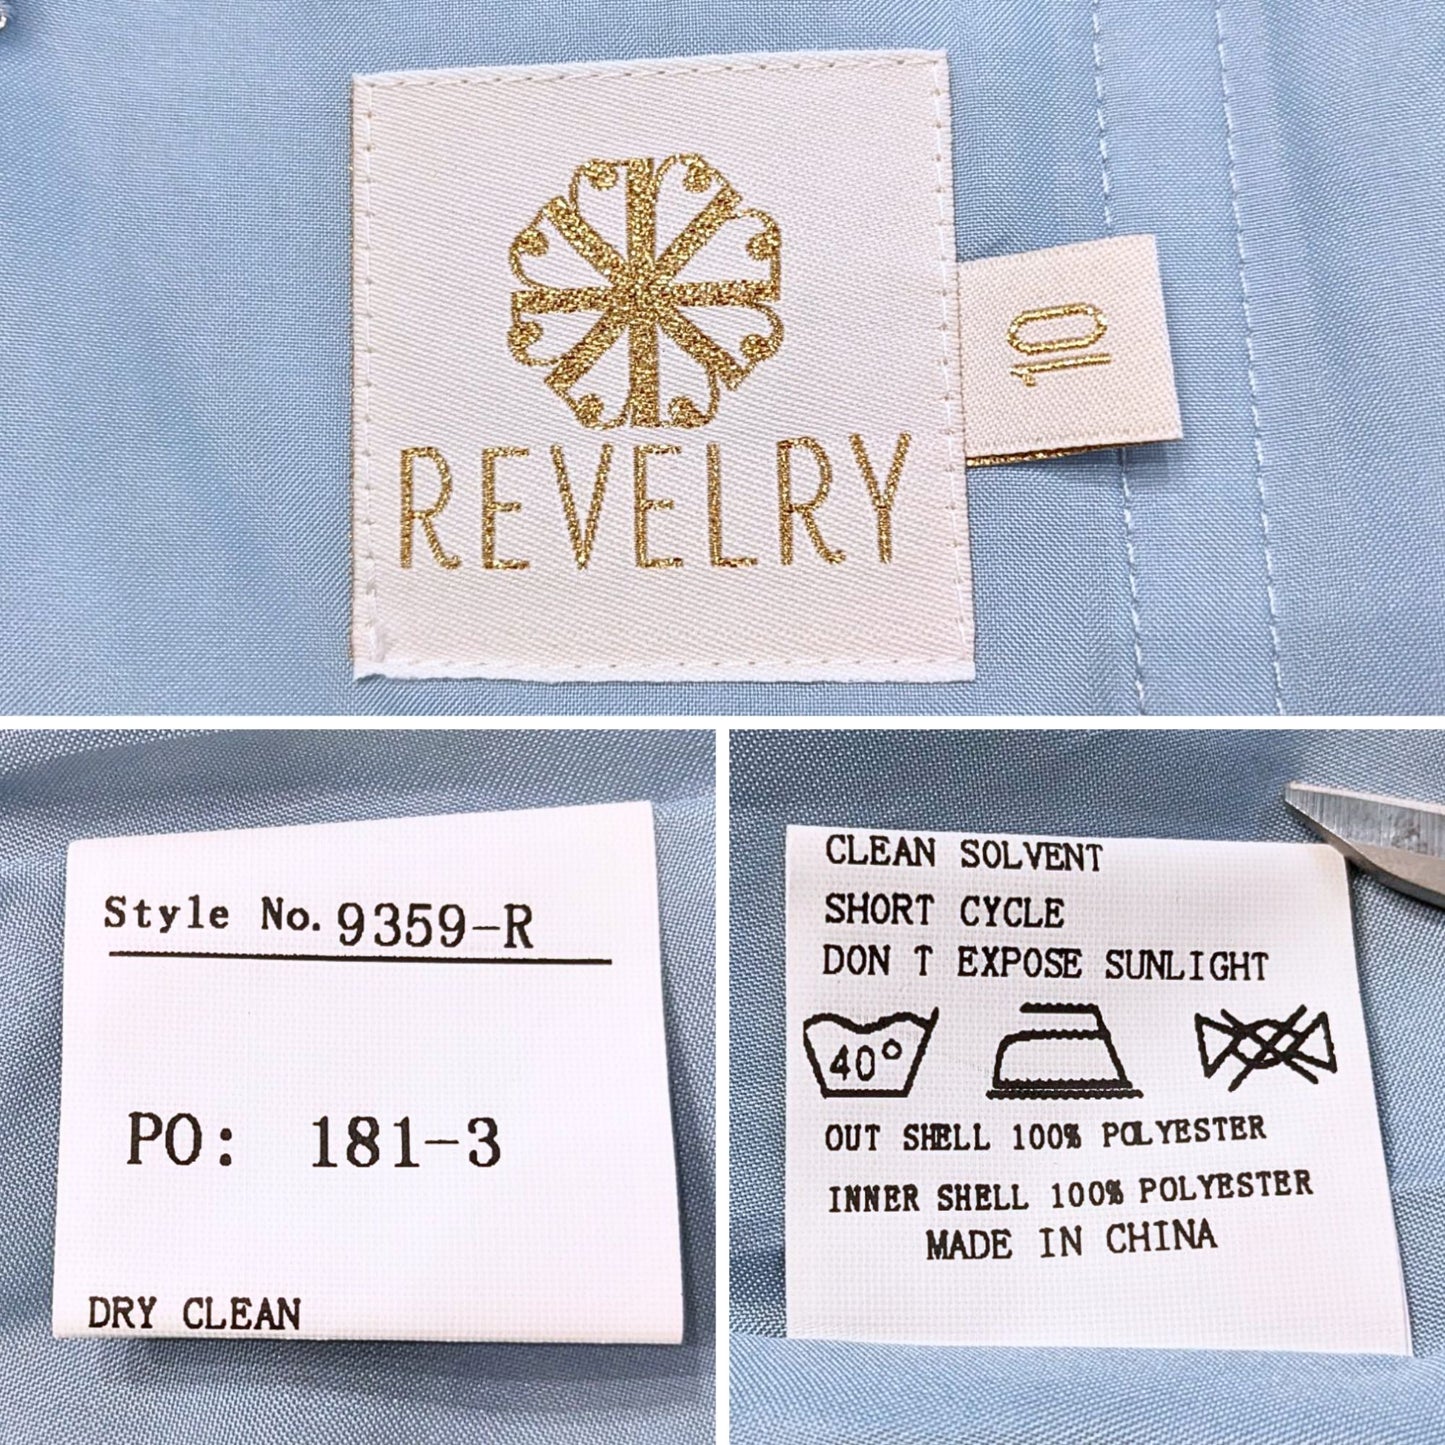 REVELRY
10
Style No. 9359-R
PO: 181-3
DRY CLEAN
CLEAN SOLVENT
SHORT CYCLE
DON T EXPOSE SUNLIGHT
40°
OUT SHELL 100% POLYESTER
INNER SHELL 100% POLYESTER
MADE IN CHINA